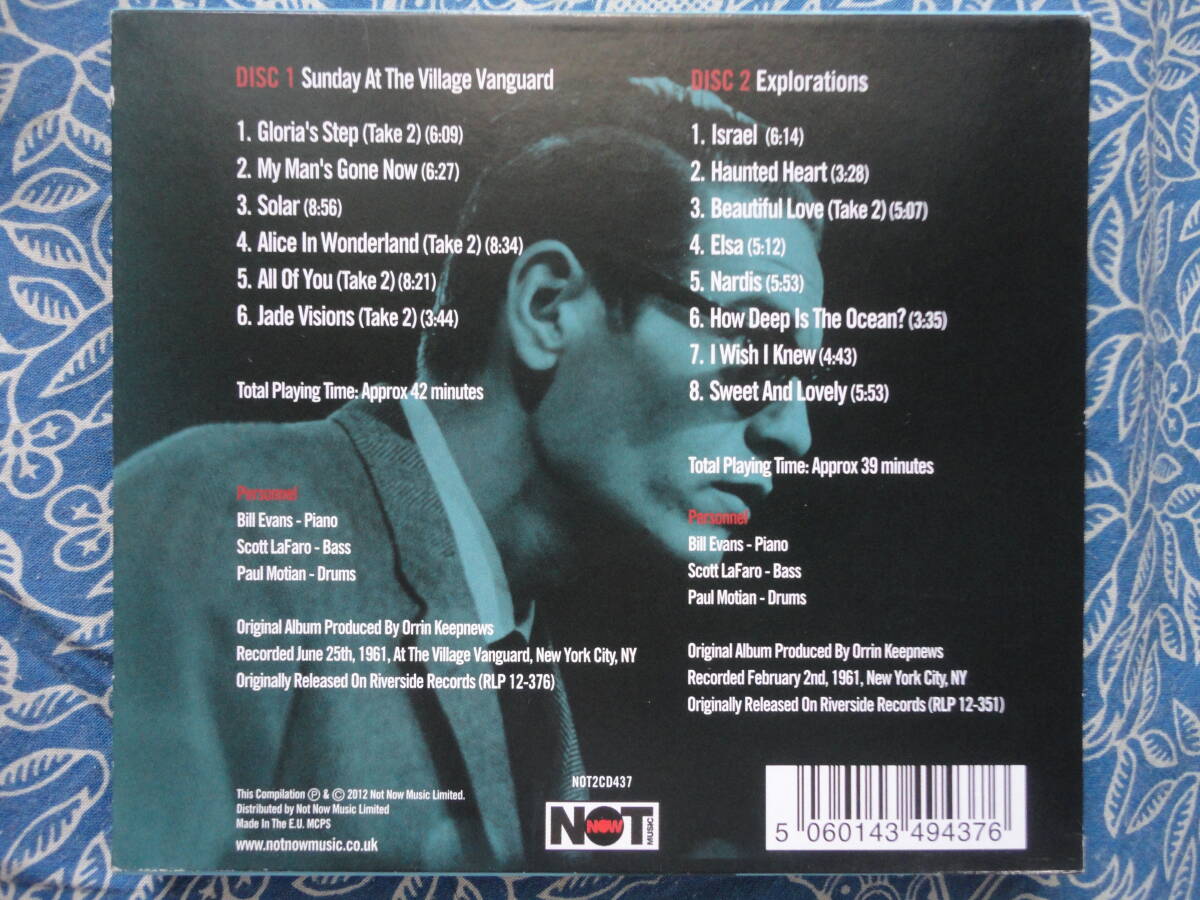 DISC 1 Sunday At The Village Vanguard
1. Gloria's Step (Take 2) (6:09)
2. My Man's Gone Now (6:27)
3. Solar (8:56)
4. Alice In Wonderland (Take 2) (8:34)
5. All Of You (Take 2) (8:21)
6. Jade Visions (Take 2) (3:44)
Total Playing Time: Approx 42 minutes
Personnel
Bill Evans - Piano
Scott LaFaro - Bass
Paul Motian - Drums
Original Album Produced By Orrin Keepnews
Recorded June 25th, 1961, At The Village Vanguard, New York City, NY
Originally Released On Riverside Records (RLP 12-376)
DISC 2 Explorations
1. Israel (6:14)
2. Haunted Heart (3:28)
3. Beautiful Love (Take 2) (5:07)
4. Elsa (5:12)
5. Nardis (5:53)
6. How Deep Is The Ocean? (3:35)
7. I Wish I Knew (4:43)
8. Sweet And Lovely (5:53)
Total Playing Time: Approx 39 minutes
Personnel
Bill Evans - Piano
Scott LaFaro - Bass
Paul Motian - Drums
Original Album Produced By Orrin Keepnews
Recorded February 2nd, 1961, New York City, NY
Originally Released On Riverside Records (RLP 12-351)
This Compilation Ⓟ & © 2012 Not Now Music Limited.
Distributed by Not Now Music Limited
Made In The E.U. MCPS
www.notnowmusic.co.uk
NOT2CD437
NOT NOW MUSIC
5 060143 494376